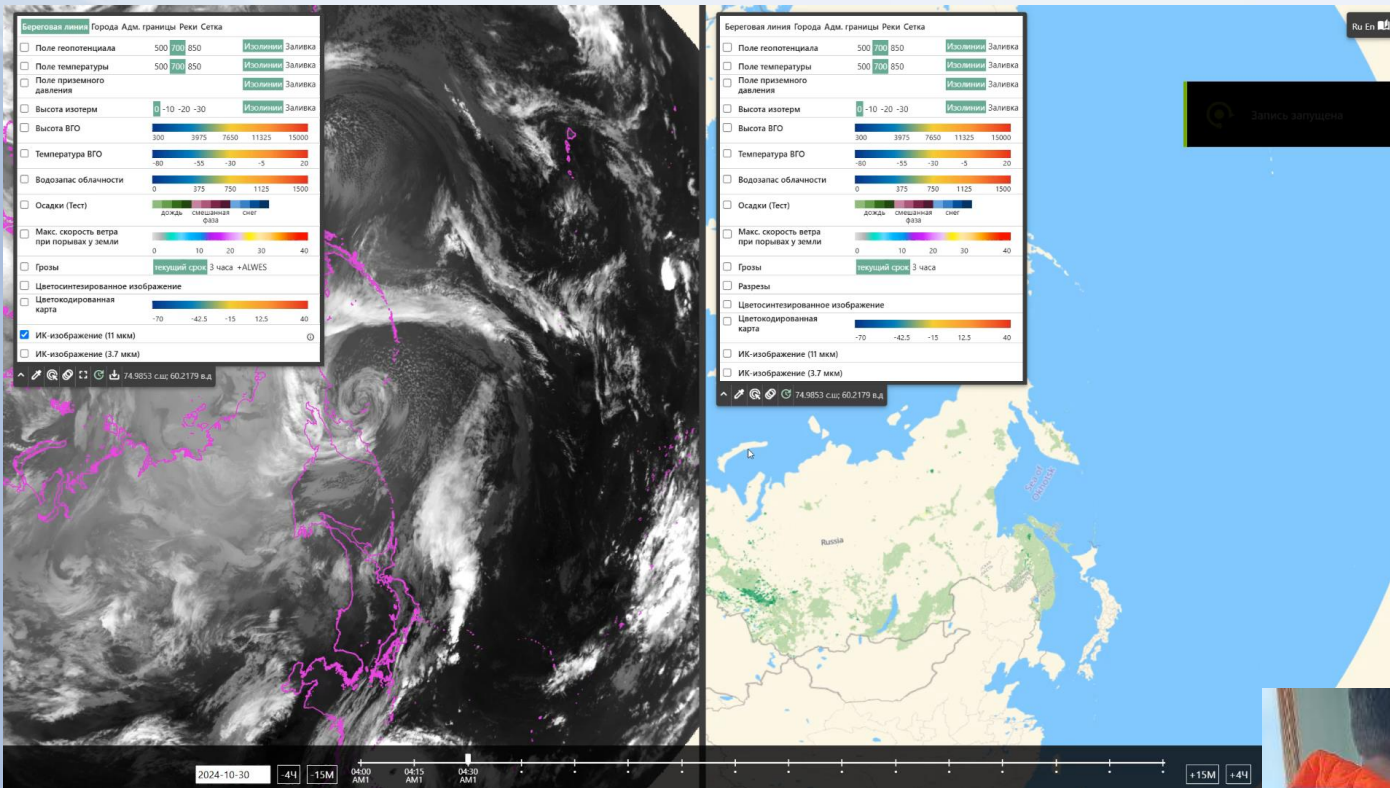 Береговая линия Города Адм. границы Реки Сетка
Поле геопотенциала 500 700 850 Изолинии Заливка
Поле температуры 500 700 850 Изолинии Заливка
Поле приземного
давления Изолинии Заливка
Высота изотерм 0 -10 -20 -30 Изолинии Заливка
Высота ВГО
300 3975 7650 11325 15000
Температура ВГО
-80 -55 -30 -5 20
Водозапас облачности
0 375 750 1125 1500
Осадки (Тест)
дождь смешанная снег
фаза
Макс. скорость ветра
при порывах у земли
0 10 20 30 40
Грозы текущий срок 3 часа +ALWES
Цветосинтезированное изображение
Цветокодированная
карта
-70 -42.5 -15 12.5 40
ИК-изображение (11 мкм)
ИК-изображение (3.7 мкм)
74.9853 с.ш; 60.2179 в.д
Береговая линия Города Адм. границы Реки Сетка
Поле геопотенциала 500 700 850 Изолинии Заливка
Поле температуры 500 700 850 Изолинии Заливка
Поле приземного
давления Изолинии Заливка
Высота изотерм 0 -10 -20 -30 Изолинии Заливка
Высота ВГО
300 3975 7650 11325 15000
Температура ВГО
-80 -55 -30 -5 20
Водозапас облачности
0 375 750 1125 1500
Осадки (Тест)
дождь смешанная снег
фаза
Макс. скорость ветра
при порывах у земли
0 10 20 30 40
Грозы текущий срок 3 часа
Разрезы
Цветосинтезированное изображение
Цветокодированная
карта
-70 -42.5 -15 12.5 40
ИК-изображение (11 мкм)
ИК-изображение (3.7 мкм)
74.9853 с.ш; 60.2179 в.д
Ru En
Запись запущена
Sea of
Okhotsk
Russia
2024-10-30 -4Ч -15М
04:00 04:15 04:30
AM1 AM1 AM1
+15М +4Ч